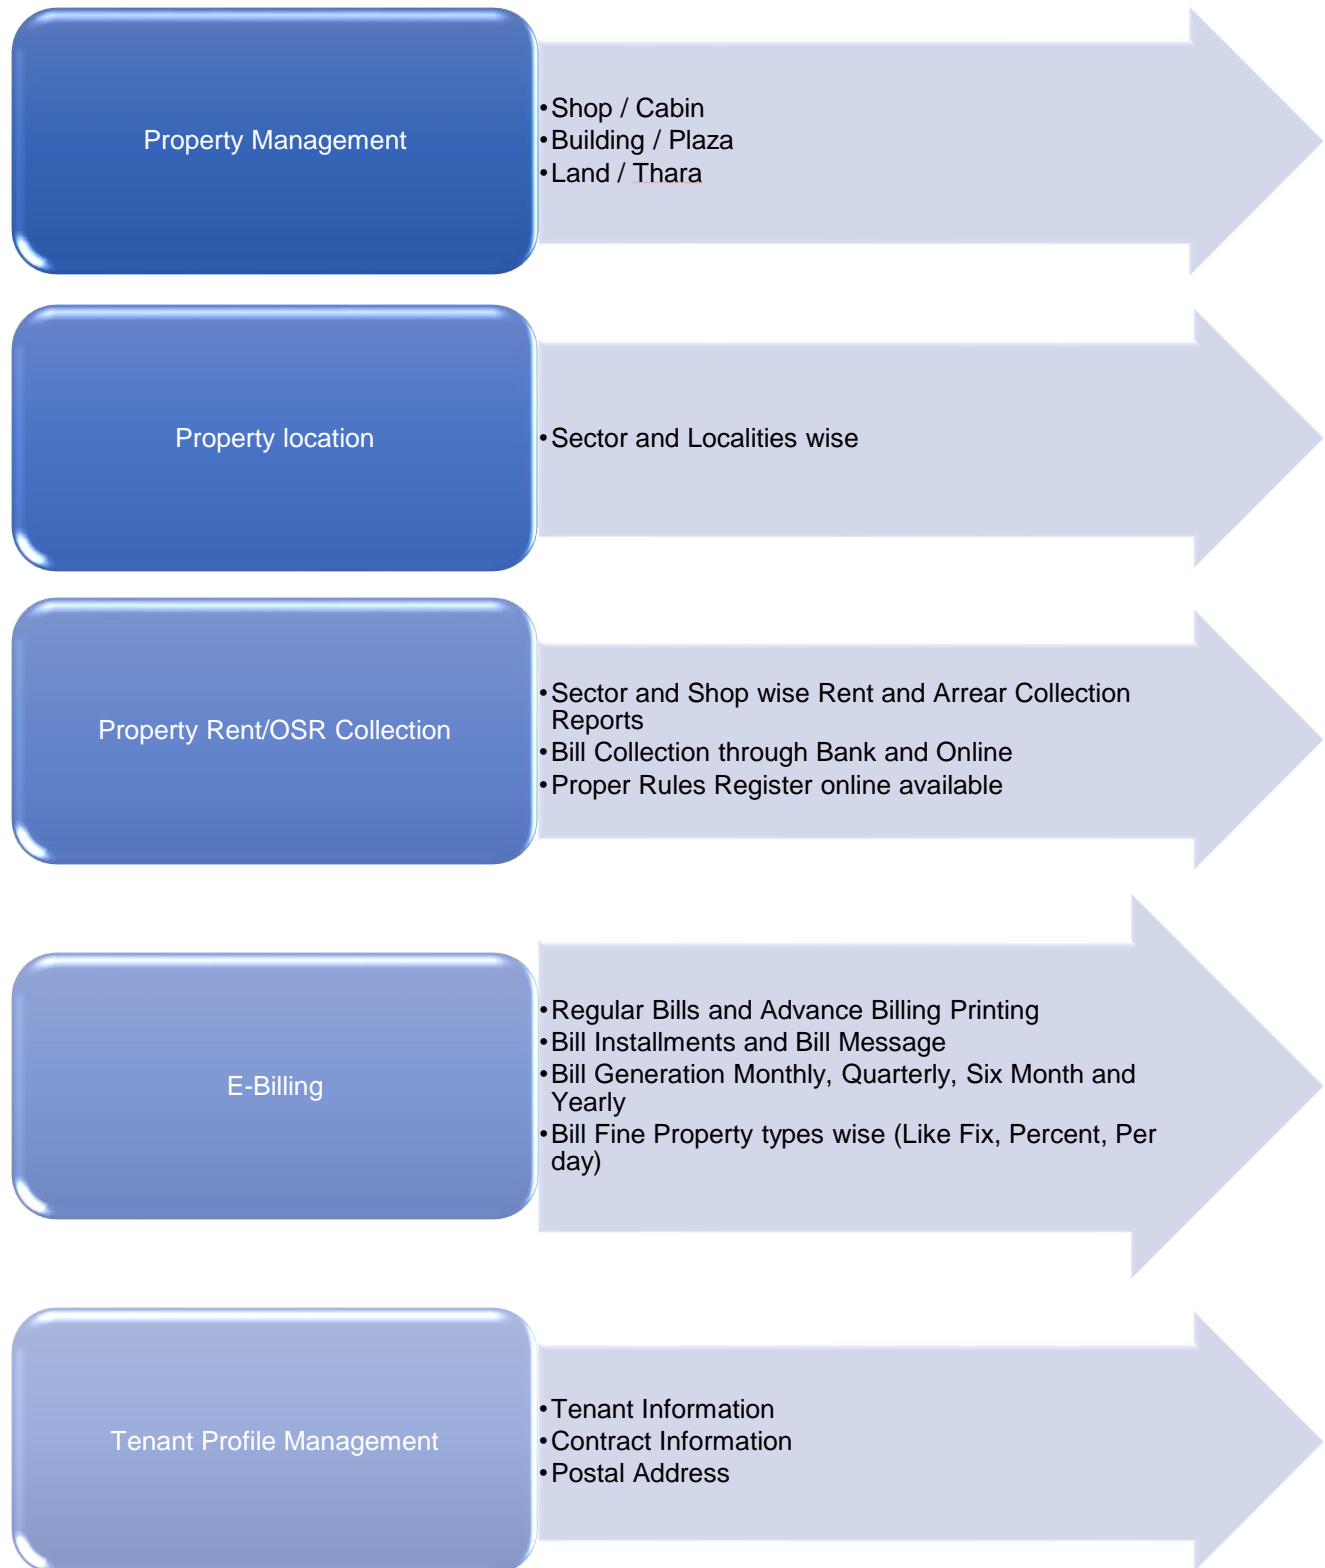 Property Management
•Shop / Cabin
•Building / Plaza
•Land / Thara
Property location
•Sector and Localities wise
Property Rent/OSR Collection
•Sector and Shop wise Rent and Arrear Collection
Reports
•Bill Collection through Bank and Online
•Proper Rules Register online available
E-Billing
•Regular Bills and Advance Billing Printing
•Bill Installments and Bill Message
•Bill Generation Monthly, Quarterly, Six Month and
Yearly
•Bill Fine Property types wise (Like Fix, Percent, Per
day)
Tenant Profile Management
•Tenant Information
•Contract Information
•Postal Address